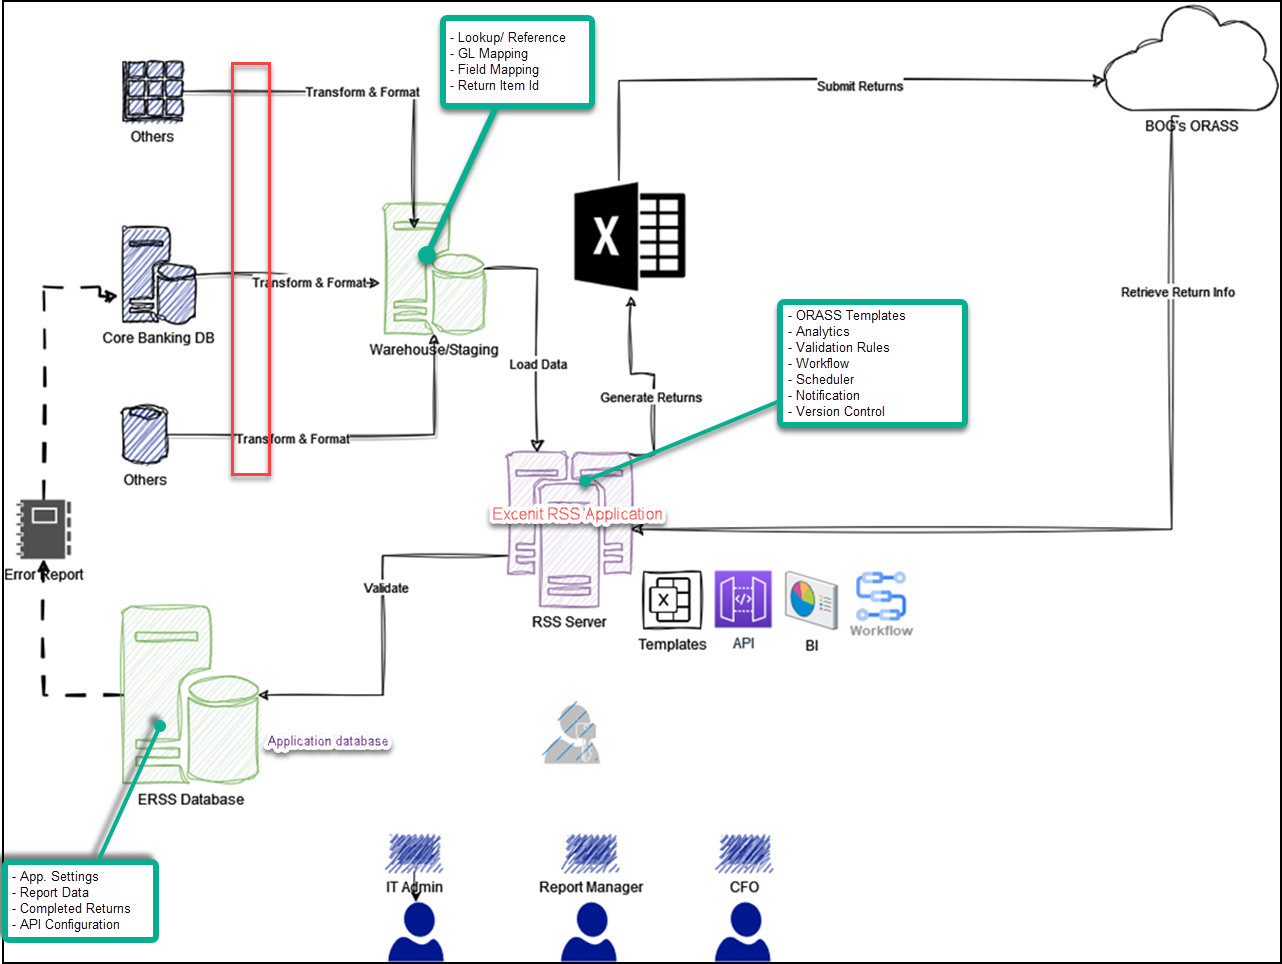 - Lookup/ Reference
- GL Mapping
- Field Mapping
- Return Item Id
Transform & Format
Others
Submit Returns
BOG's ORASS
X
Transform & Format
Core Banking DB
Warehouse/Staging
Retrieve Return Info
- ORASS Templates
- Analytics
- Validation Rules
- Workflow
- Scheduler
- Notification
- Version Control
Load Data
Generate Returns
Transform & Format
Others
Excenit RSS Application
Error Report
Validate
RSS Server
X
</>
Templates
API
BI
Workflow
Application database
ERSS Database
- App. Settings
- Report Data
- Completed Returns
- API Configuration
IT Admin
Report Manager
CFO